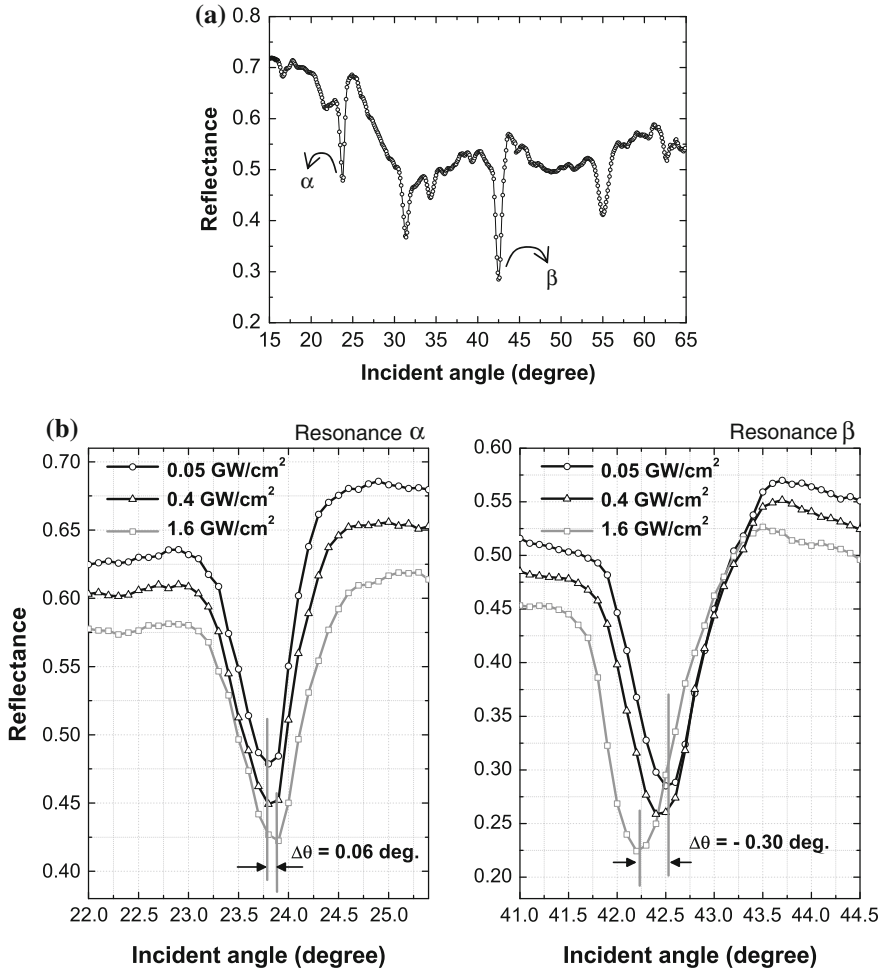 (a)
0.8
0.7
0.6
0.5
0.4
0.3
0.2
Reflectance
α
β
15 20 25 30 35 40 45 50 55 60 65
Incident angle (degree)
(b)
Resonance α
0.05 GW/cm²
0.4 GW/cm²
1.6 GW/cm²
0.70
0.65
0.60
0.55
0.50
0.45
0.40
Reflectance
Δθ = 0.06 deg.
22.0 22.5 23.0 23.5 24.0 24.5 25.0
Incident angle (degree)
Resonance β
0.05 GW/cm²
0.4 GW/cm²
1.6 GW/cm²
0.60
0.55
0.50
0.45
0.40
0.35
0.30
0.25
0.20
Δθ = - 0.30 deg.
41.0 41.5 42.0 42.5 43.0 43.5 44.0 44.5
Incident angle (degree)